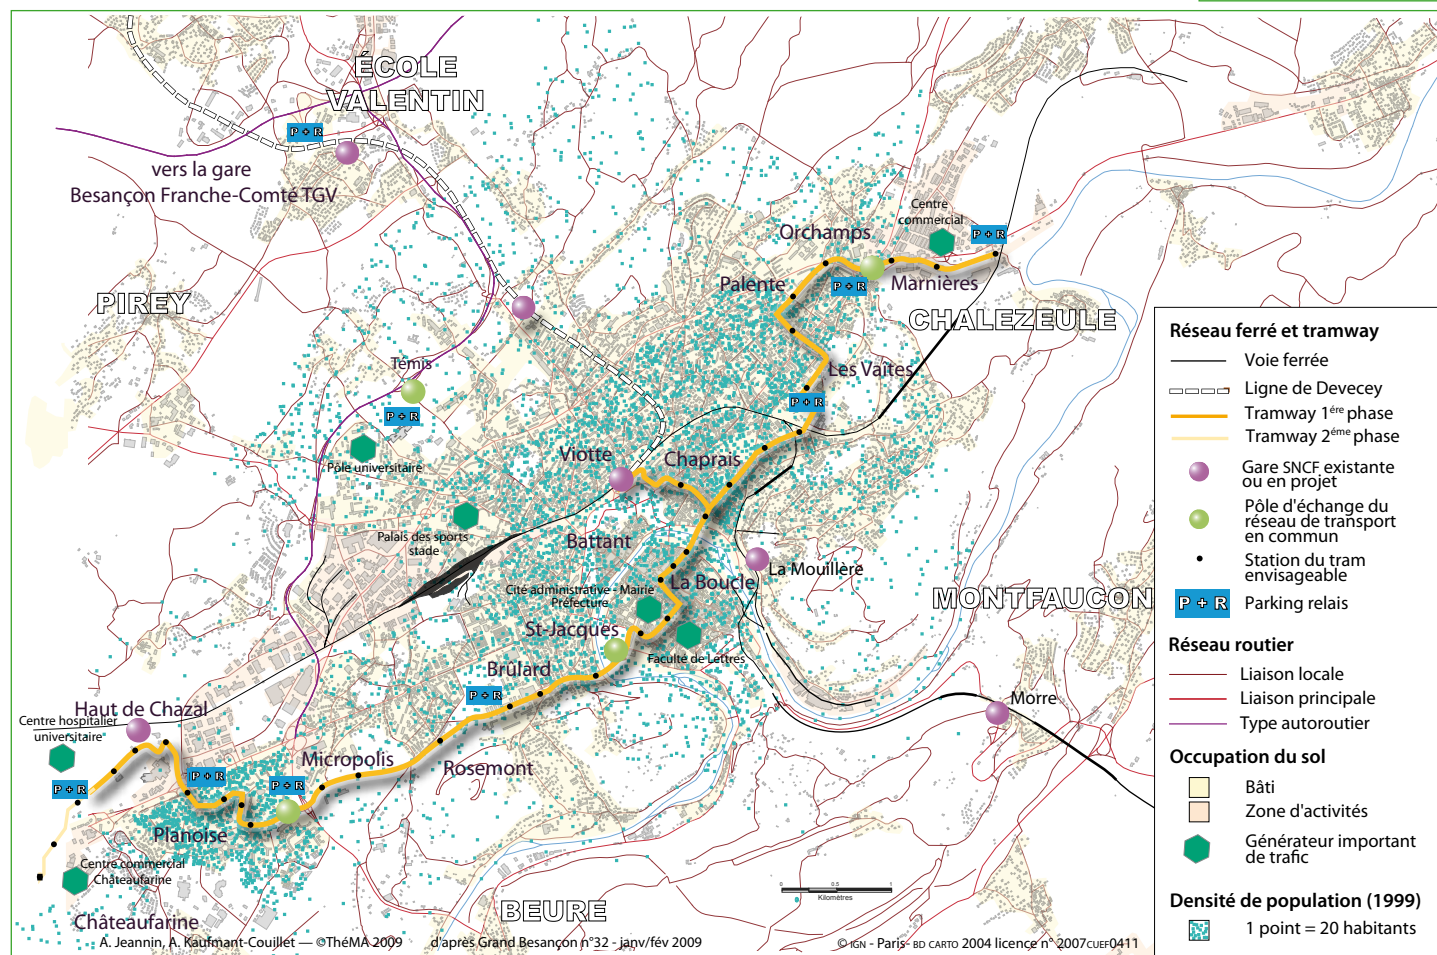 ÉCOLE
VALENTIN
P + R
vers la gare
Besançon Franche-Comté TGV
PIREY
Centre
commercial
Orchamps
P + R
Palente
P + R
Marnières
CHALEZEULE
Témis
P + R
Les Vaîtes
P + R
Pôle universitaire
Viotte
Chaprais
Palais des sports
stade
Battant
La Mouillère
La Boucle
Cité administrative - Mairie
Préfecture
MONTFAUCON
St-Jacques
Faculté de Lettres
Brûlard
P + R
Morre
Haut de Chazal
Centre hospitalier
universitaire
P + R
P + R
P + R
Micropolis
Rosemont
Planoise
Centre commercial
Châteaufarine
Châteaufarine
BEURE
0
0,5
1
Kilomètres
A. Jeannin, A. Kaufmant-Couillet — ©ThéMA 2009
d'après Grand Besançon n°32 - janv/fév 2009
© IGN - Paris- BD CARTO 2004 licence n° 2007CUEF0411
Réseau ferré et tramway
Voie ferrée
Ligne de Devecey
Tramway 1ère phase
Tramway 2éme phase
Gare SNCF existante
ou en projet
Pôle d'échange du
réseau de transport
en commun
Station du tram
envisageable
P + R
Parking relais
Réseau routier
Liaison locale
Liaison principale
Type autoroutier
Occupation du sol
Bâti
Zone d'activités
Générateur important
de trafic
Densité de population (1999)
1 point = 20 habitants